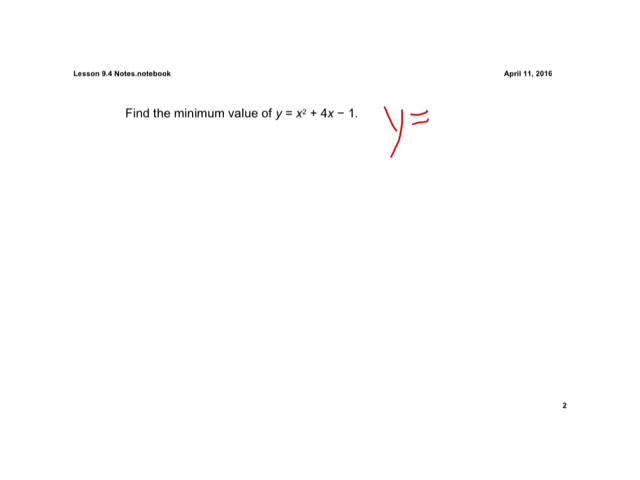 Lesson 9.4 Notes.notebook April 11, 2016
Find the minimum value of y = x² + 4x − 1. y=
2